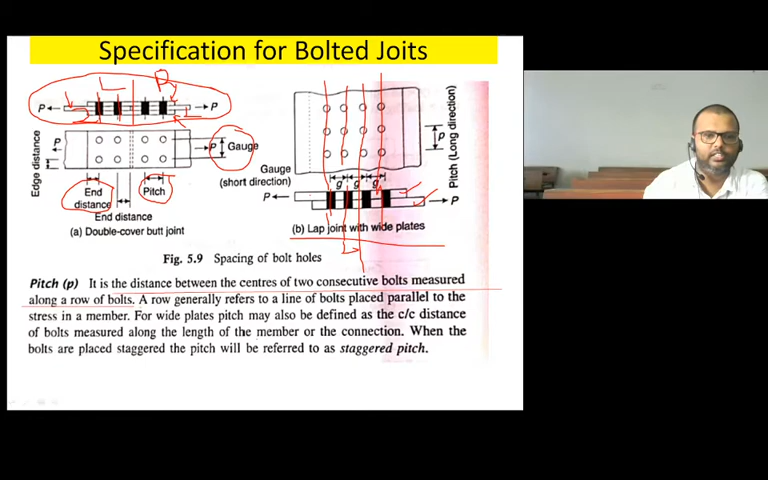 Specification for Bolted Joits
P
P
P
P
Gauge
Edge distance
End
distance
Pitch
End distance
(a) Double-cover butt joint
P
Pitch (Long direction)
Gauge
(short direction)
g
g
g
P
P
(b) Lap joint with wide plates
Fig. 5.9 Spacing of bolt holes
Pitch (p) It is the distance between the centres of two consecutive bolts measured
along a row of bolts. A row generally refers to a line of bolts placed parallel to the
stress in a member. For wide plates pitch may also be defined as the c/c distance
of bolts measured along the length of the member or the connection. When the
bolts are placed staggered the pitch will be referred to as staggered pitch.